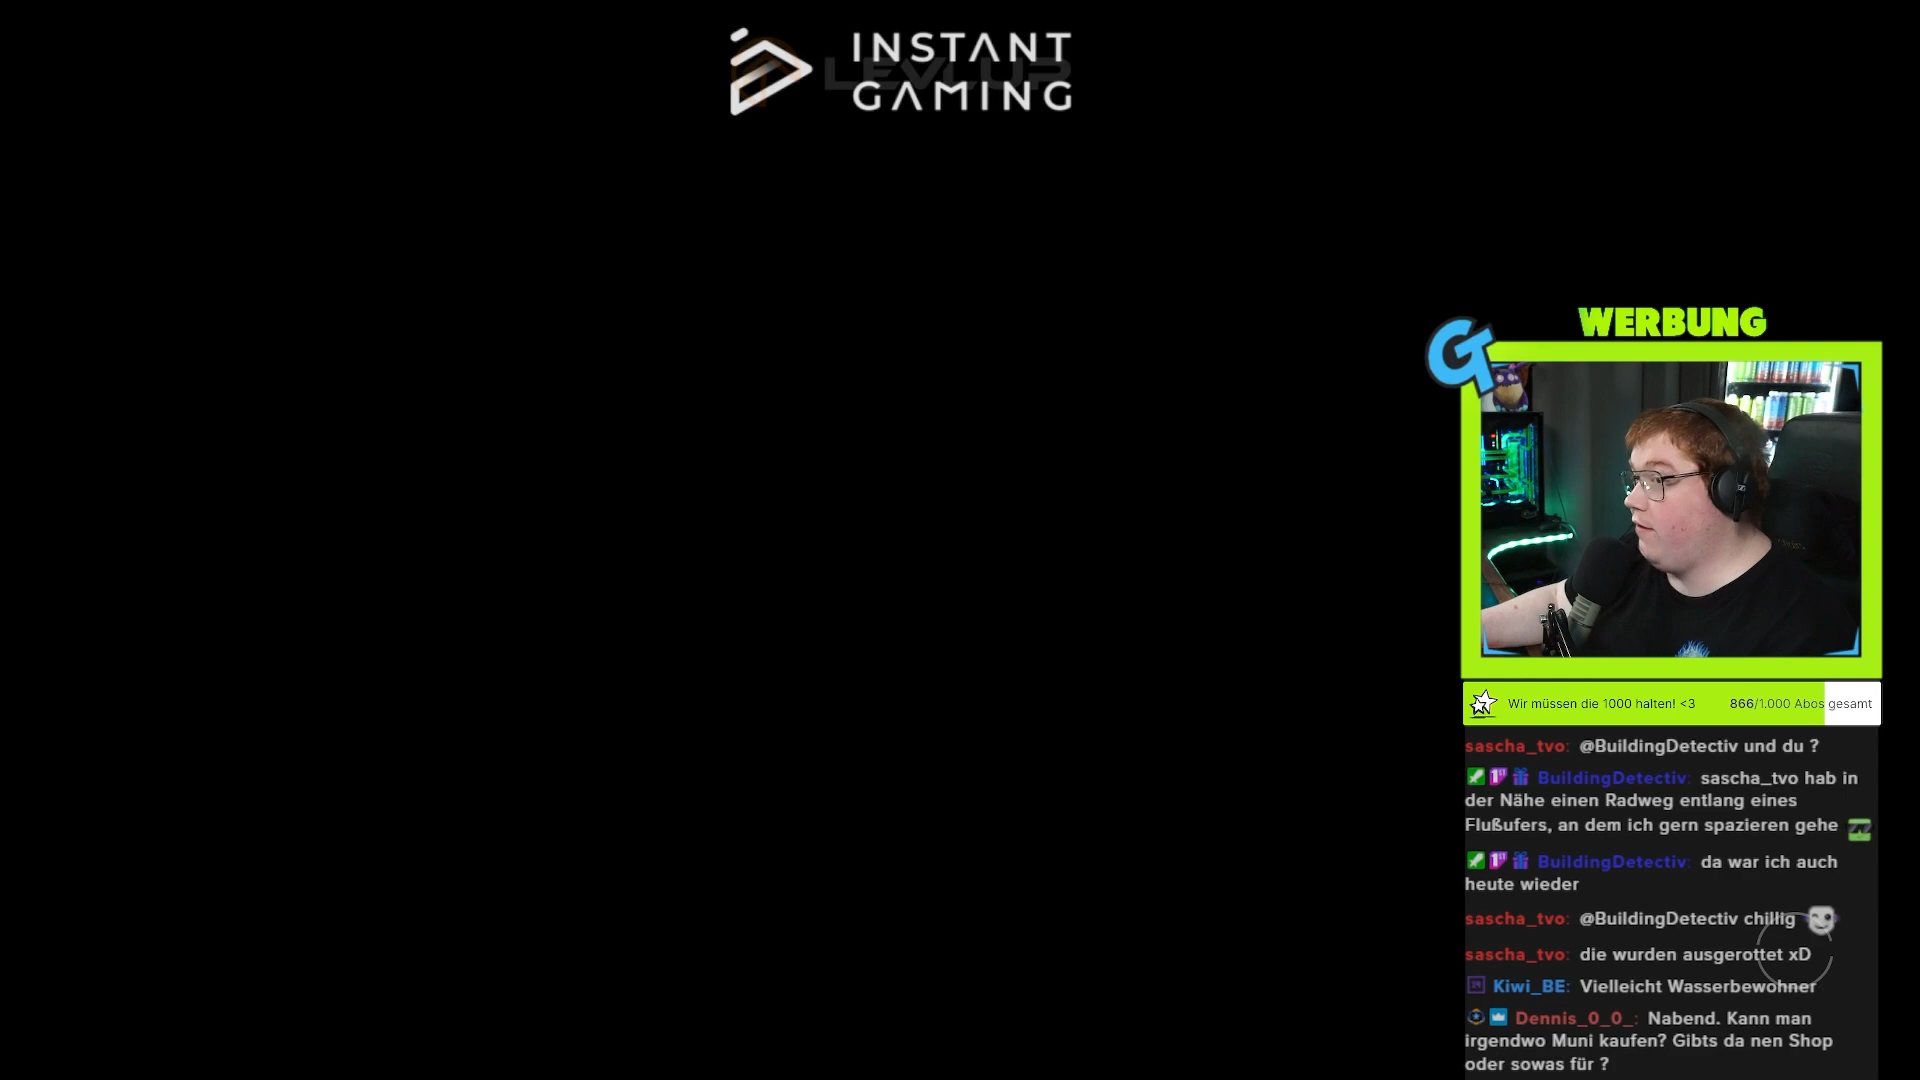 INSTANT
GAMING
LEVLUP
WERBUNG
GT
Wir müssen die 1000 halten! <3 866/1.000 Abos gesamt
sascha_tvo: @BuildingDetectiv und du ?
BuildingDetectiv: sascha_tvo hab in
der Nähe einen Radweg entlang eines
Flußufers, an dem ich gern spazieren gehe
BuildingDetectiv: da war ich auch
heute wieder
sascha_tvo: @BuildingDetectiv chillig
sascha_tvo: die wurden ausgerottet xD
Kiwi_BE: Vielleicht Wasserbewohner
Dennis_0_0_: Nabend. Kann man
irgendwo Muni kaufen? Gibts da nen Shop
oder sowas für ?